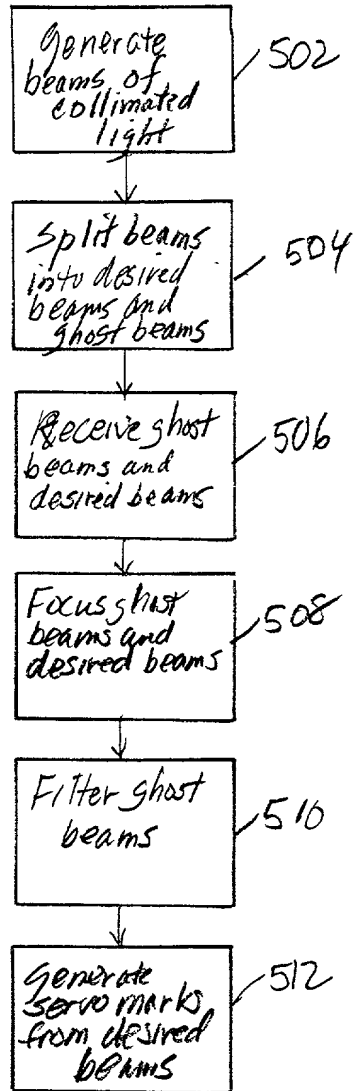 Generate
beams of
collimated
light
502
Split beams
into desired
beams and
ghost beams
504
Receive ghost
beams and
desired beams
506
Focus ghost
beams and
desired beams
508
Filter ghost
beams
510
Generate
servo marks
from desired
beams
512